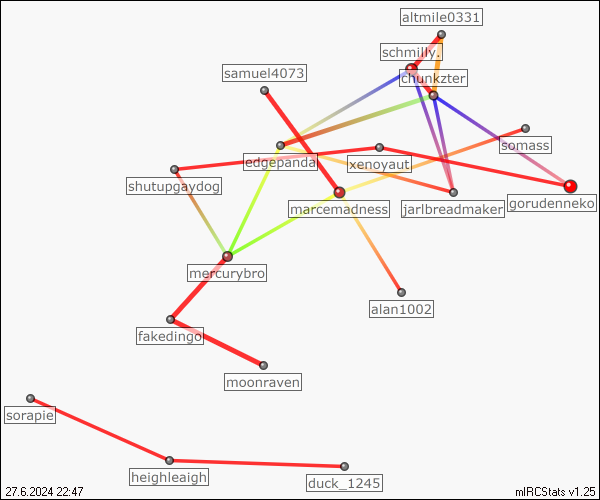 altmile0331
schmilly.
samuel4073
chunkzter
somass
edgepanda
xenoyaut
shutupgaydog
marcemadness
jarlbreadmaker
gorudenneko
mercurybro
alan1002
fakedingo
moonraven
sorapie
heighleaigh
duck_1245
27.6.2024 22:47
mIRCStats v1.25